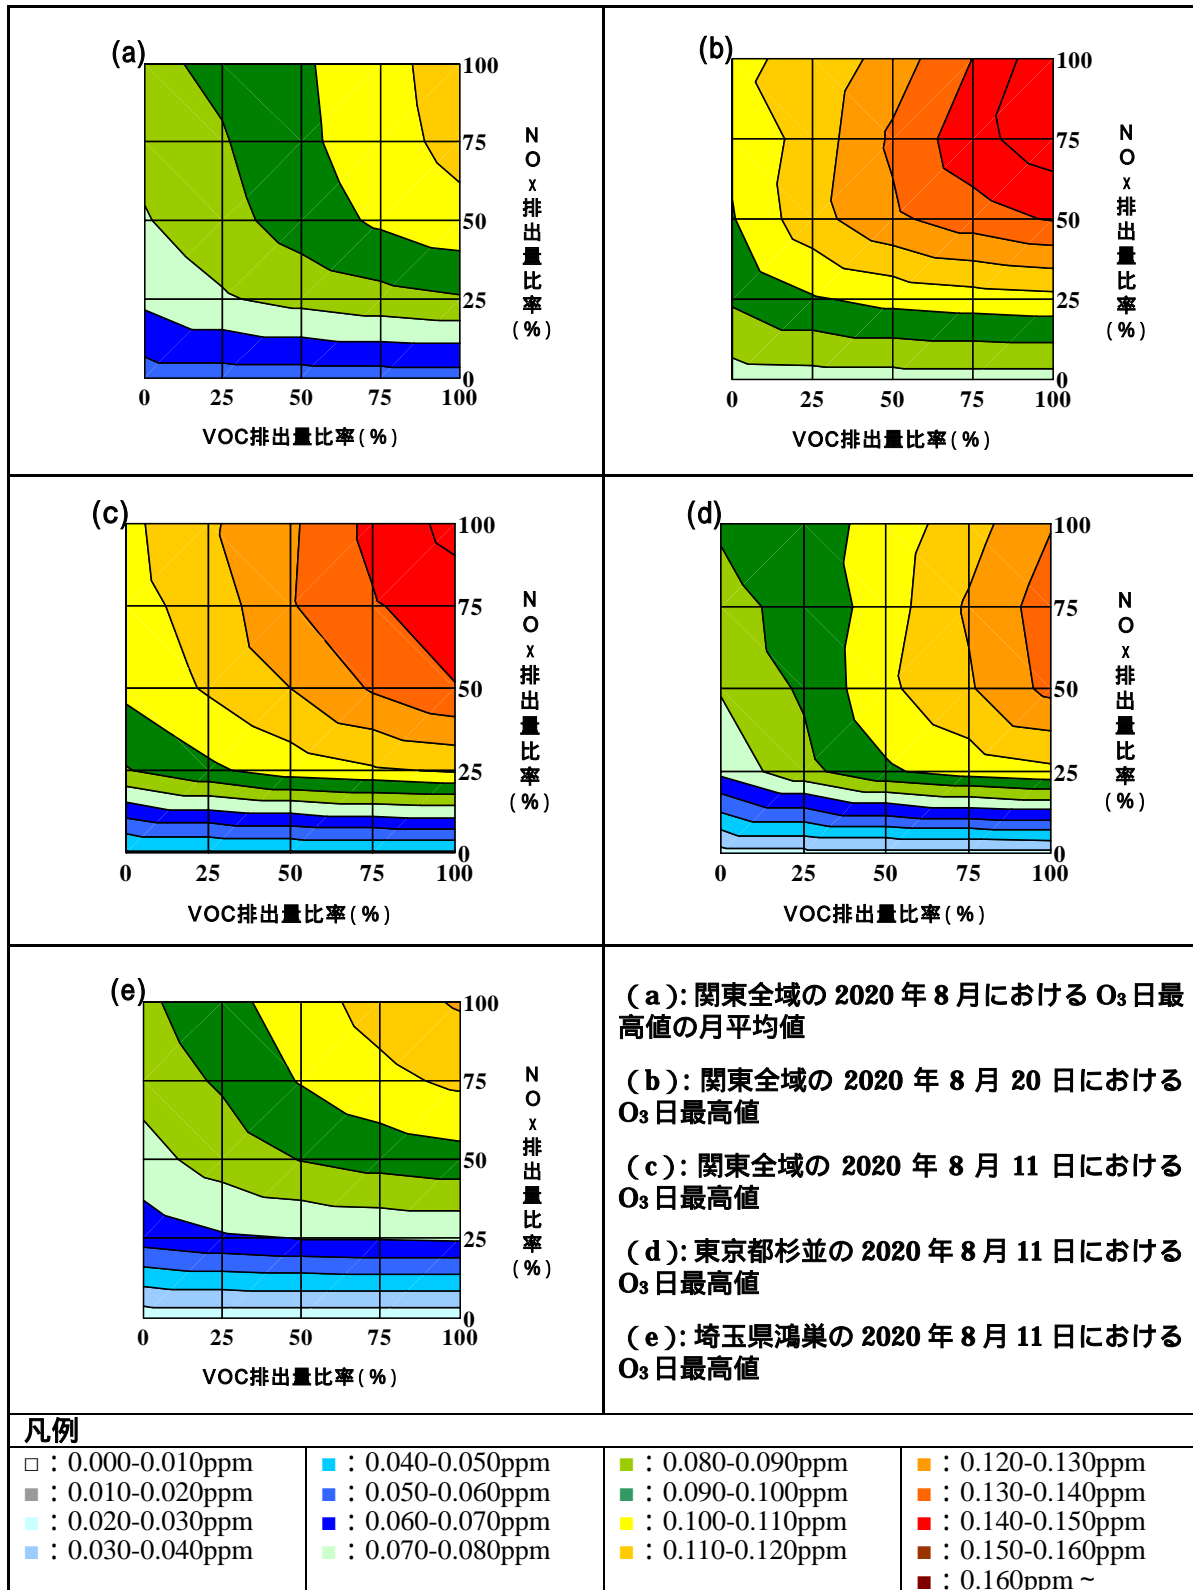 (a)
100
75
50
25
0
0 25 50 75 100
VOC排出量比率(%)
NOx排出量比率(%)
(b)
100
75
50
25
0
0 25 50 75 100
VOC排出量比率(%)
NOx排出量比率(%)
(c)
100
75
50
25
0
0 25 50 75 100
VOC排出量比率(%)
NOx排出量比率(%)
(d)
100
75
50
25
0
0 25 50 75 100
VOC排出量比率(%)
NOx排出量比率(%)
(e)
100
75
50
25
0
0 25 50 75 100
VOC排出量比率(%)
NOx排出量比率(%)
(a): 関東全域の 2020 年 8 月における O₃ 日最
高値の月平均値
(b): 関東全域の 2020 年 8 月 20 日における
O₃ 日最高値
(c): 関東全域の 2020 年 8 月 11 日における
O₃ 日最高値
(d): 東京都杉並の 2020 年 8 月 11 日における
O₃ 日最高値
(e): 埼玉県鴻巣の 2020 年 8 月 11 日における
O₃ 日最高値
凡例
□：0.000-0.010ppm
■：0.010-0.020ppm
■：0.020-0.030ppm
■：0.030-0.040ppm
■：0.040-0.050ppm
■：0.050-0.060ppm
■：0.060-0.070ppm
■：0.070-0.080ppm
■：0.080-0.090ppm
■：0.090-0.100ppm
■：0.100-0.110ppm
■：0.110-0.120ppm
■：0.120-0.130ppm
■：0.130-0.140ppm
■：0.140-0.150ppm
■：0.150-0.160ppm
■：0.160ppm ~